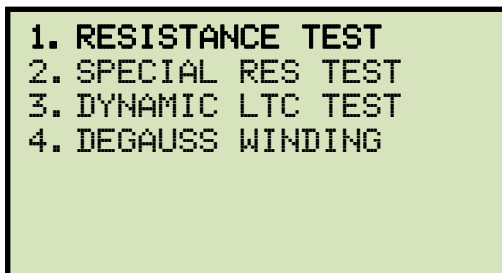 1. RESISTANCE TEST
2. SPECIAL RES TEST
3. DYNAMIC LTC TEST
4. DEGAUSS WINDING